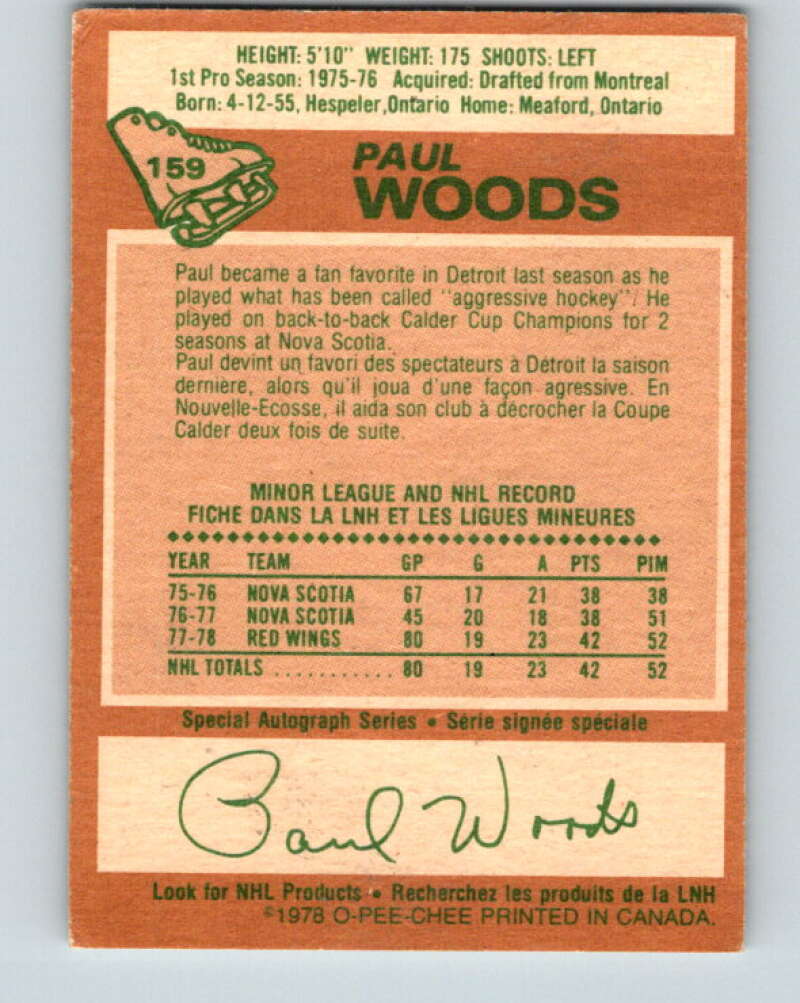 HEIGHT: 5'10" WEIGHT: 175 SHOOTS: LEFT
1st Pro Season: 1975-76 Acquired: Drafted from Montreal
Born: 4-12-55, Hespeler, Ontario Home: Meaford, Ontario
159
PAUL
WOODS
Paul became a fan favorite in Detroit last season as he
played what has been called "aggressive hockey". He
played on back-to-back Calder Cup Champions for 2
seasons at Nova Scotia.
Paul devint un favori des spectateurs à Détroit la saison
dernière, alors qu'il joua d'une façon agressive. En
Nouvelle-Ecosse, il aida son club à décrocher la Coupe
Calder deux fois de suite.
MINOR LEAGUE AND NHL RECORD
FICHE DANS LA LNH ET LES LIGUES MINEURES
YEAR TEAM GP G A PTS PIM
75-76 NOVA SCOTIA 67 17 21 38 38
76-77 NOVA SCOTIA 45 20 18 38 51
77-78 RED WINGS 80 19 23 42 52
NHL TOTALS ............ 80 19 23 42 52
Special Autograph Series • Série signée spéciale
Paul Woods
Look for NHL Products • Recherchez les produits de la LNH
©1978 O-PEE-CHEE PRINTED IN CANADA.